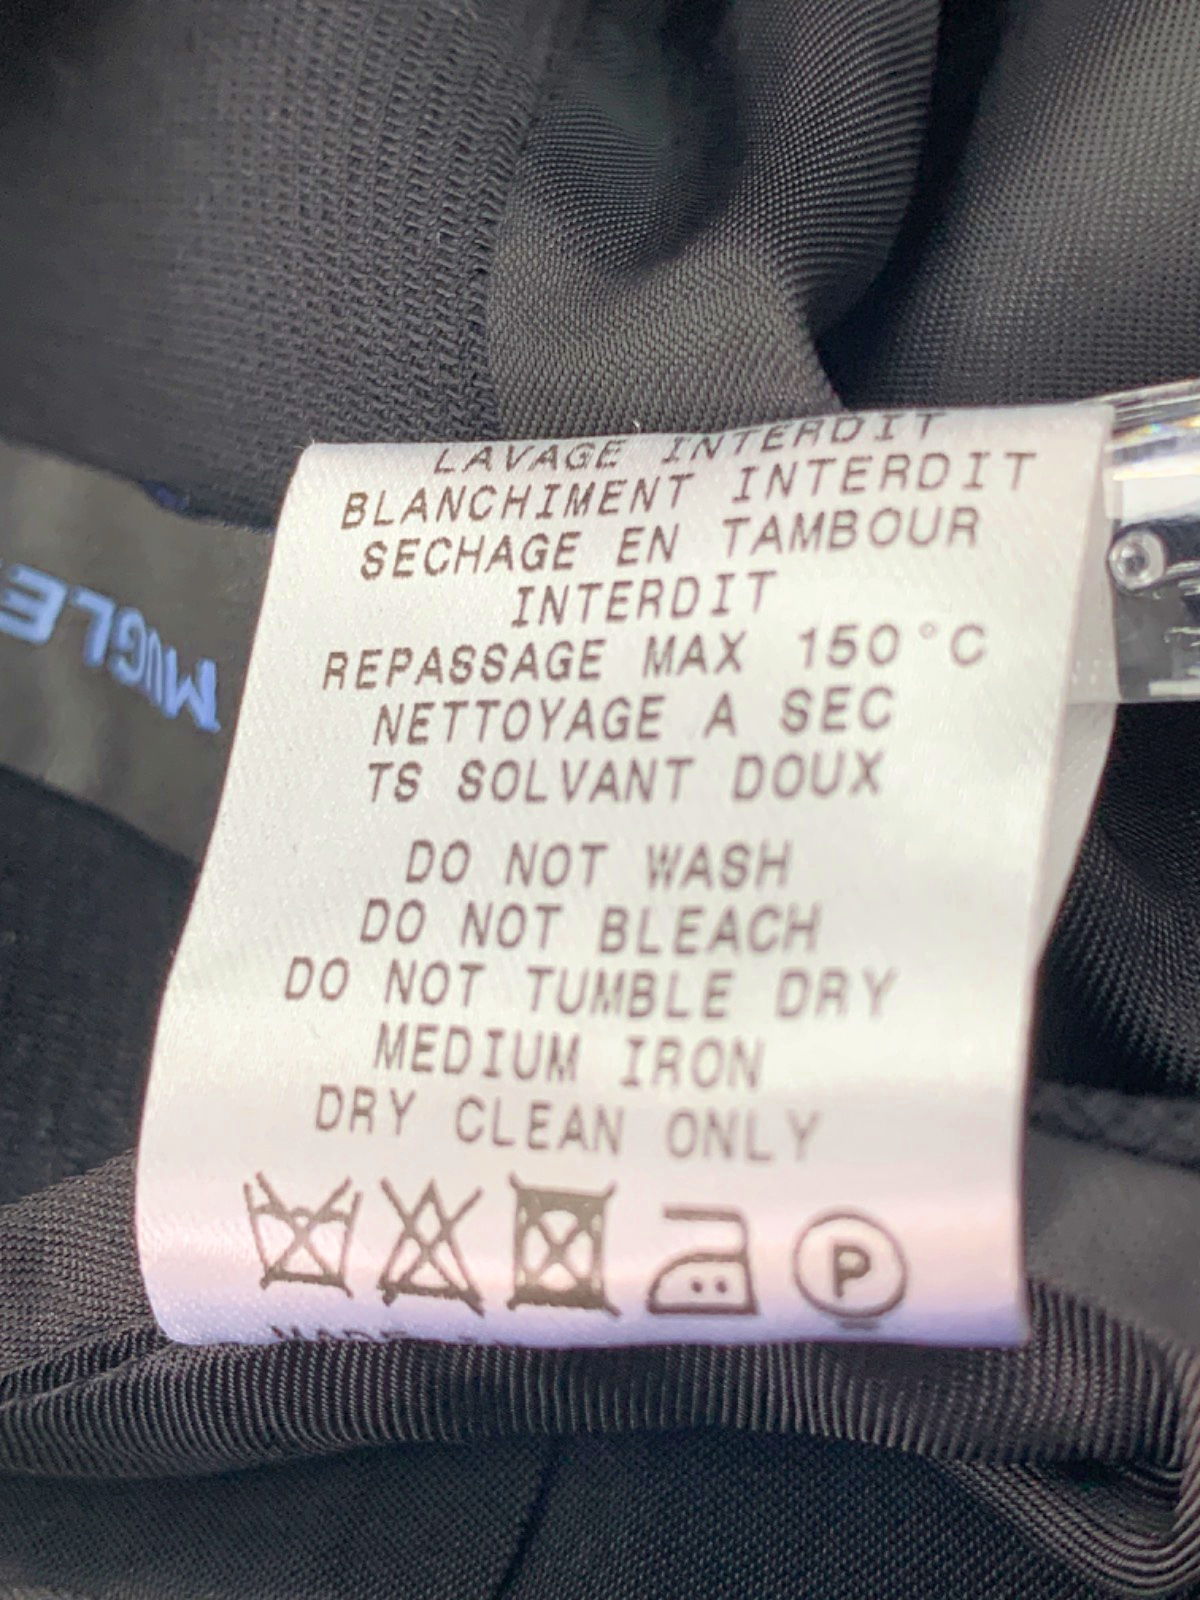 LAVAGE INTERDIT
BLANCHIMENT INTERDIT
SECHAGE EN TAMBOUR
INTERDIT
REPASSAGE MAX 150°C
NETTOYAGE A SEC
TS SOLVANT DOUX
DO NOT WASH
DO NOT BLEACH
DO NOT TUMBLE DRY
MEDIUM IRON
DRY CLEAN ONLY
P
MUGLE